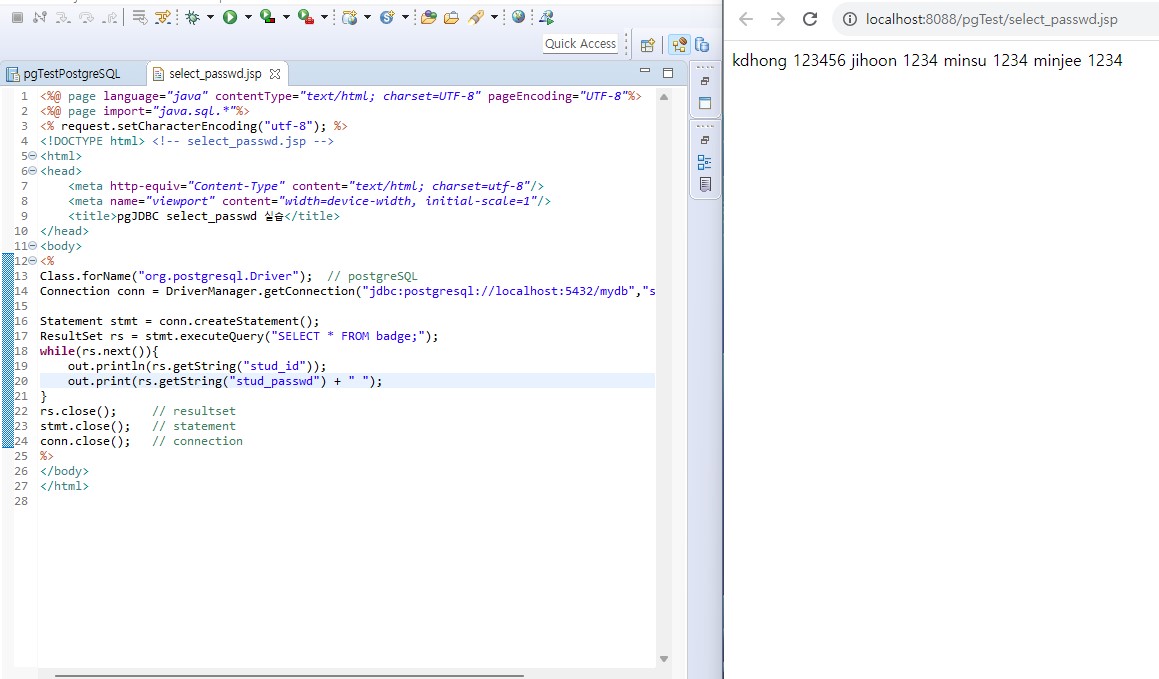 Quick Access
pgTestPostgreSQL
select_passwd.jsp
1 <%@ page language="java" contentType="text/html; charset=UTF-8" pageEncoding="UTF-8"%>
2 <%@ page import="java.sql.*"%>
3 <% request.setCharacterEncoding("utf-8"); %>
4 <!DOCTYPE html> <!-- select_passwd.jsp -->
5 <html>
6 <head>
7 <meta http-equiv="Content-Type" content="text/html; charset=utf-8"/>
8 <meta name="viewport" content="width=device-width, initial-scale=1"/>
9 <title>pgJDBC select_passwd 실습</title>
10 </head>
11 <body>
12 <%
13 Class.forName("org.postgresql.Driver");  // postgreSQL
14 Connection conn = DriverManager.getConnection("jdbc:postgresql://localhost:5432/mydb","s
15
16 Statement stmt = conn.createStatement();
17 ResultSet rs = stmt.executeQuery("SELECT * FROM badge;");
18 while(rs.next()){
19 out.println(rs.getString("stud_id"));
20 out.print(rs.getString("stud_passwd") + " ");
21 }
22 rs.close();     // resultset
23 stmt.close();   // statement
24 conn.close();   // connection
25 %>
26 </body>
27 </html>
28
localhost:8088/pgTest/select_passwd.jsp
kdhong 123456 jihoon 1234 minsu 1234 minjee 1234